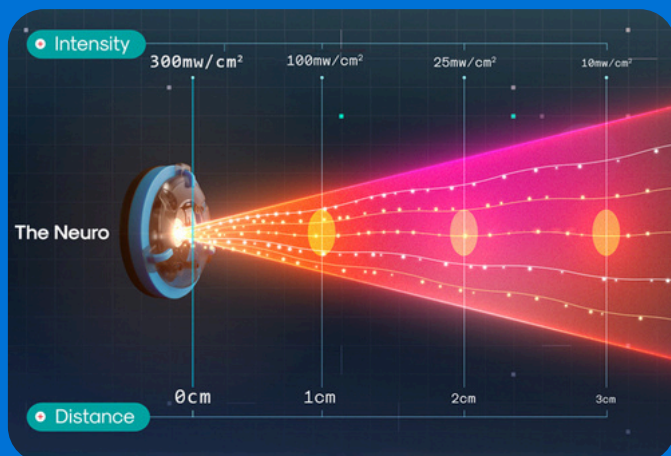 Intensity
300mw/cm² 100mw/cm² 25mw/cm² 10mw/cm²
The Neuro
0cm 1cm 2cm 3cm
Distance